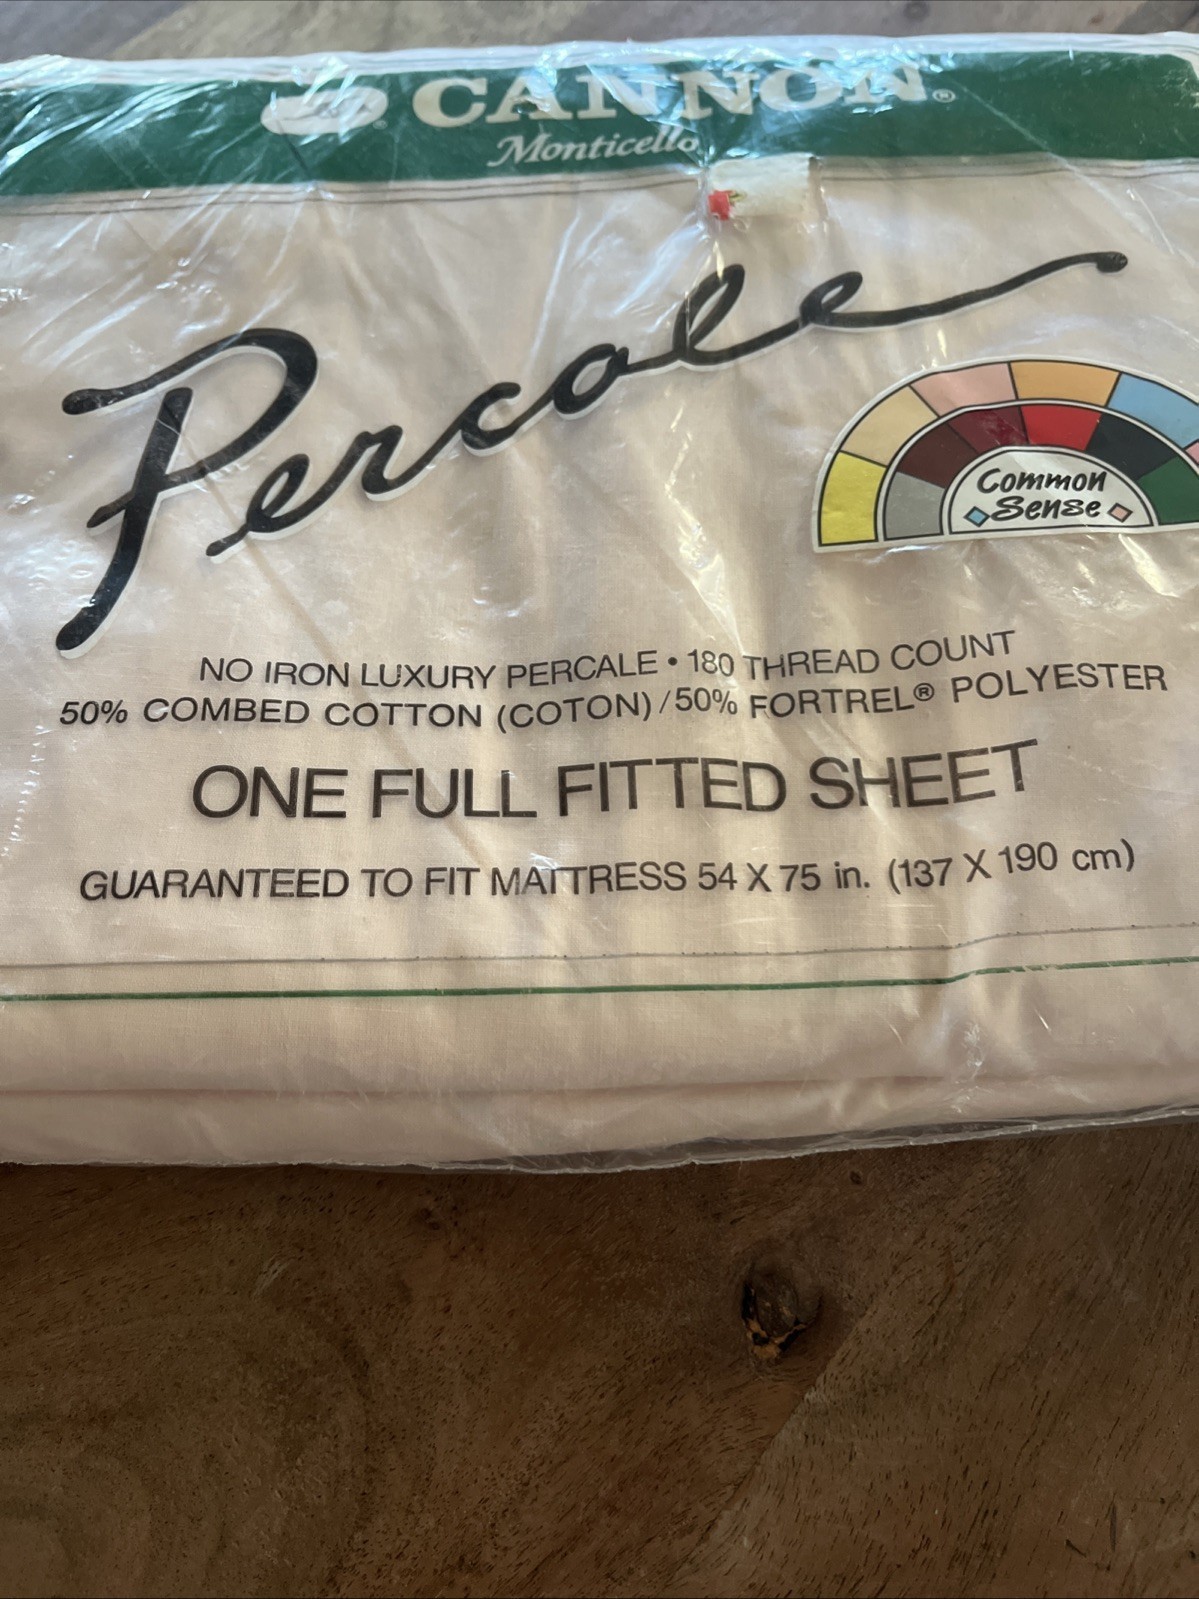 CANNON®
Monticello
Percale
Common
Sense
NO IRON LUXURY PERCALE • 180 THREAD COUNT
50% COMBED COTTON (COTON)/50% FORTREL® POLYESTER
ONE FULL FITTED SHEET
GUARANTEED TO FIT MATTRESS 54 X 75 in. (137 X 190 cm)